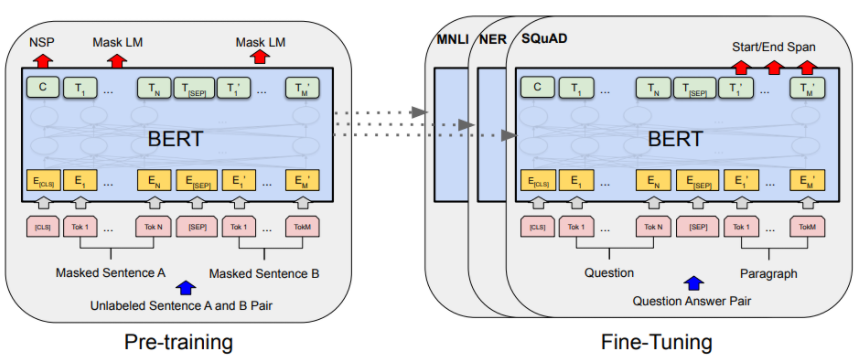 NSP Mask LM Mask LM
C T1 ... TN T[SEP] T1' ... TM'
BERT
E[CLS] E1 ... EN E[SEP] E1' ... EM'
[CLS] Tok 1 ... Tok N [SEP] Tok 1 ... TokM
Masked Sentence A Masked Sentence B
Unlabeled Sentence A and B Pair
Pre-training
MNLI NER SQuAD
Start/End Span
C T1 ... TN T[SEP] T1' ... TM'
BERT
E[CLS] E1 ... EN E[SEP] E1' ... EM'
[CLS] Tok 1 ... Tok N [SEP] Tok 1 ... TokM
Question Paragraph
Question Answer Pair
Fine-Tuning